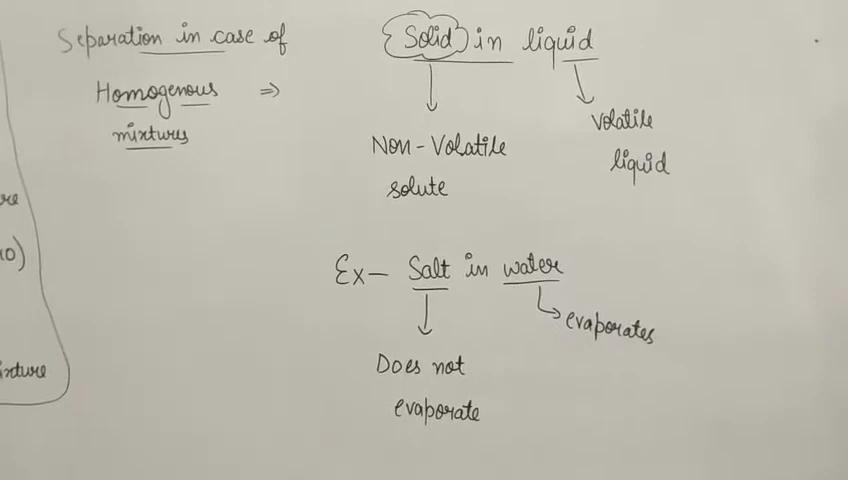 Separation in case of
Homogenous ⇒
mixtures
Solid in liquid
Non-Volatile
solute
volatile
liquid
Ex- Salt in water
evaporates
Does not
evaporate